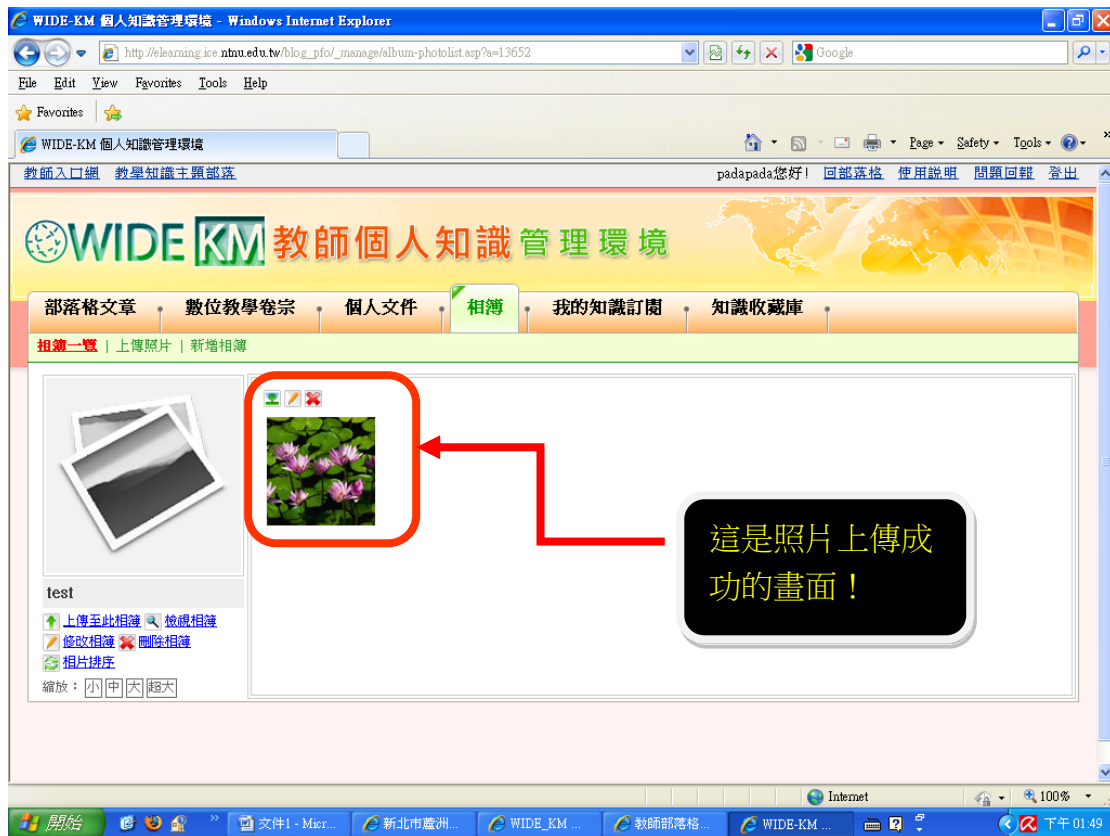 WIDE-KM 個人知識管理環境 - Windows Internet Explorer
http://elearning.ice.ntnu.edu.tw/blog_pfo/_manage/album-photolist.asp?a=13652
Google
File Edit View Favorites Tools Help
Favorites
WIDE-KM 個人知識管理環境
Page Safety Tools
教師入口網 教學知識主題部落
padapada您好! 回部落格 使用說明 問題回報 登出
WIDE KM 教師個人知識管理環境
部落格文章 數位教學卷宗 個人文件 相簿 我的知識訂閱 知識收藏庫
相簿一覽 | 上傳照片 | 新增相簿
這是照片上傳成
功的畫面!
test
上傳至此相簿 檢視相簿
修改相簿 刪除相簿
相片排序
縮放: 小 中 大 超大
Internet 100%
開始 文件1 - Micr... 新北市蘆洲... WIDE_KM ... 教師部落格... WIDE-KM ... 下午 01:49